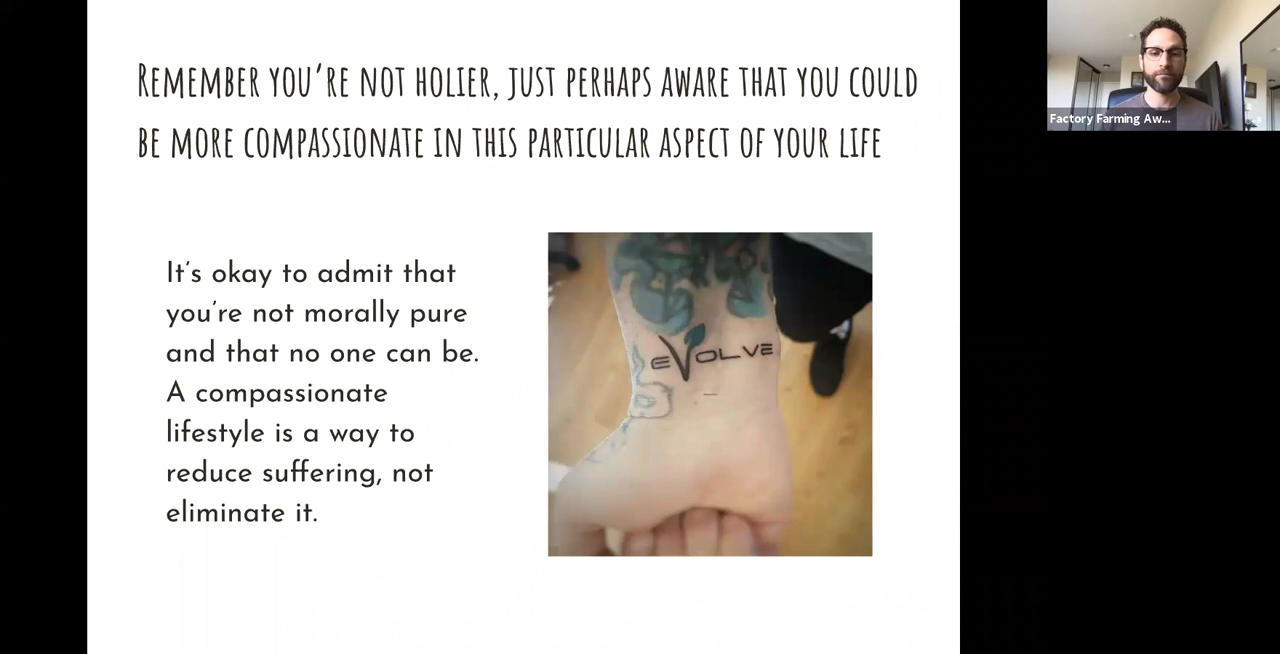 Remember you're not holier, just perhaps aware that you could
be more compassionate in this particular aspect of your life
It's okay to admit that
you're not morally pure
and that no one can be.
A compassionate
lifestyle is a way to
reduce suffering, not
eliminate it.
eVOLVE
Factory Farming Aw...